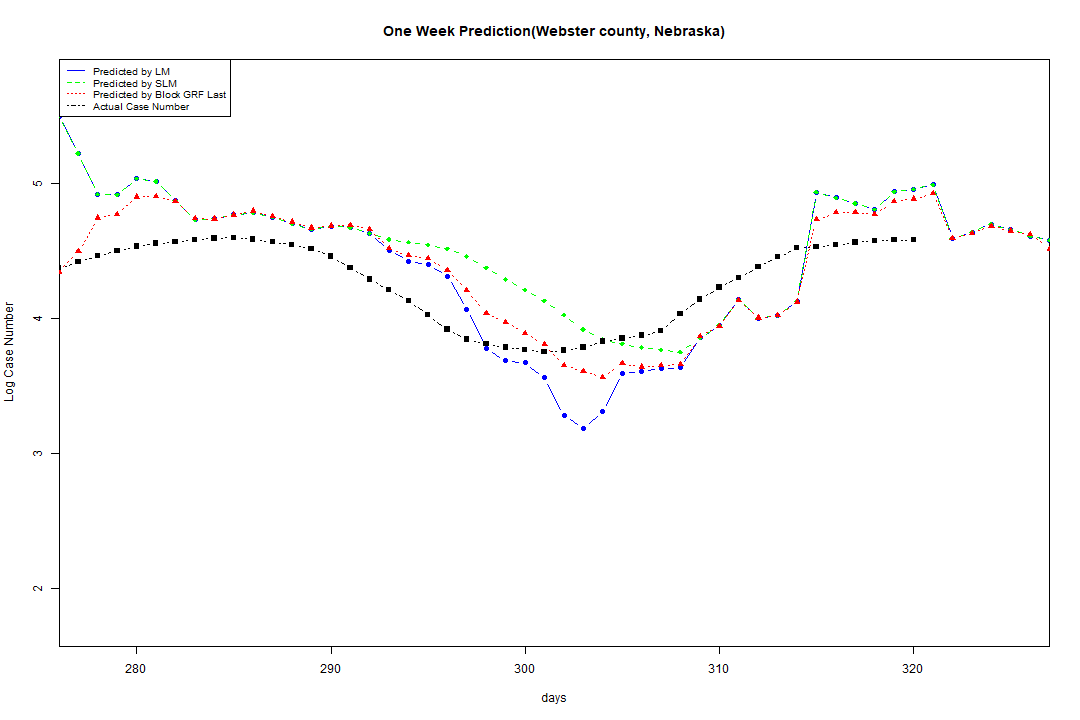 One Week Prediction(Webster county, Nebraska)
Predicted by LM
Predicted by SLM
Predicted by Block GRF Last
Actual Case Number
Log Case Number
5
4
3
2
280 290 300 310 320
days